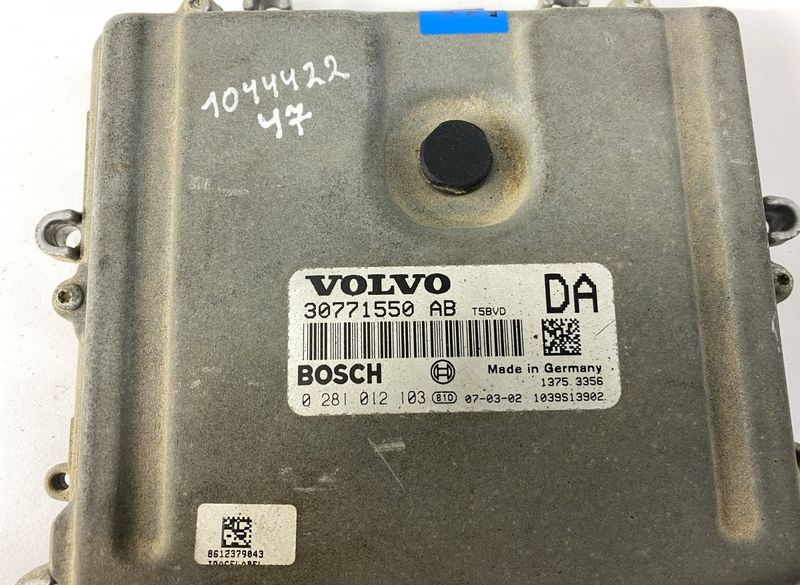 1044422
47
VOLVO
30771550 AB T5BVD DA
BOSCH Made in Germany
1375.3356
0 281 012 103 B10 07-03-02 1039S13902
8612379043